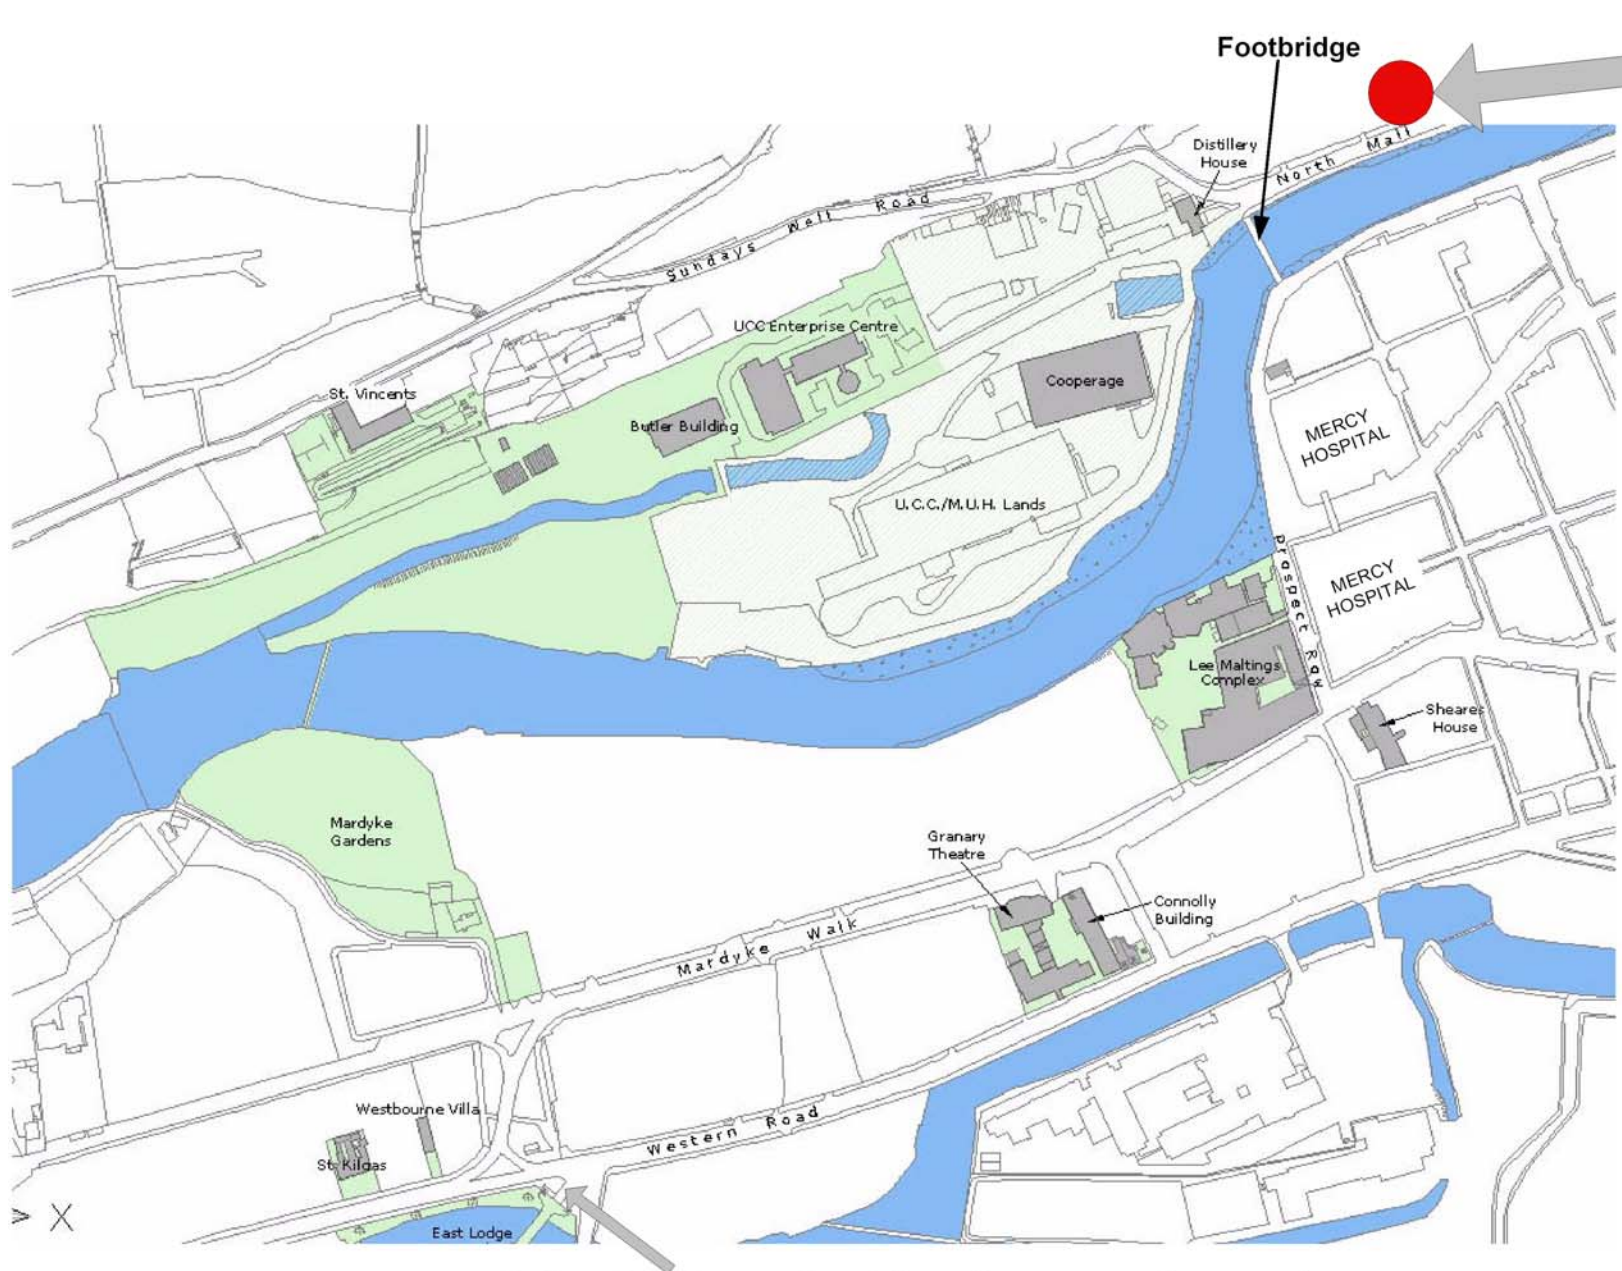 Footbridge
Distillery
House
North Mall
Sundays Well Road
UCC Enterprise Centre
St. Vincents
Cooperage
Butler Building
MERCY
HOSPITAL
U.C.C./M.U.H. Lands
Prospect Row
MERCY
HOSPITAL
Lee Maltings
Complex
Sheares
House
Mardyke
Gardens
Granary
Theatre
Connolly
Building
Mardyke Walk
Westbourne Villa
Western Road
St. Kilgas
> X
East Lodge